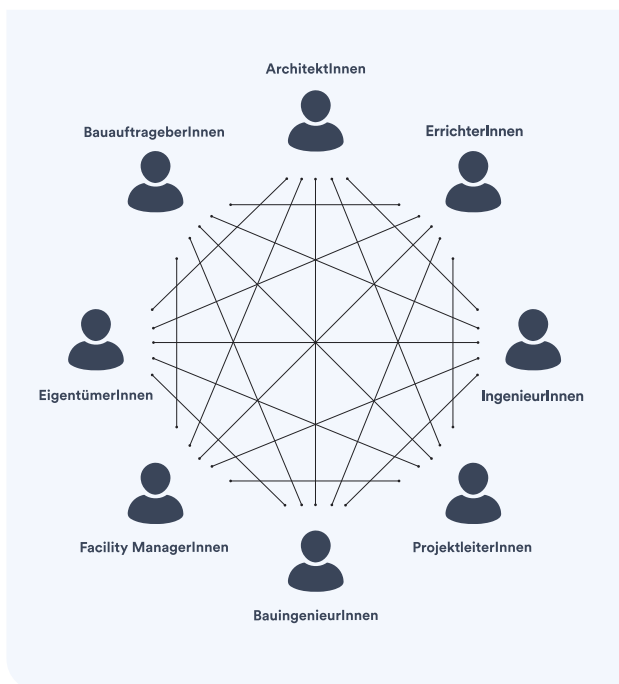 ArchitektInnen
BauauftrageberInnen
ErrichterInnen
EigentümerInnen
IngenieurInnen
Facility ManagerInnen
ProjektleiterInnen
BauingenieurInnen